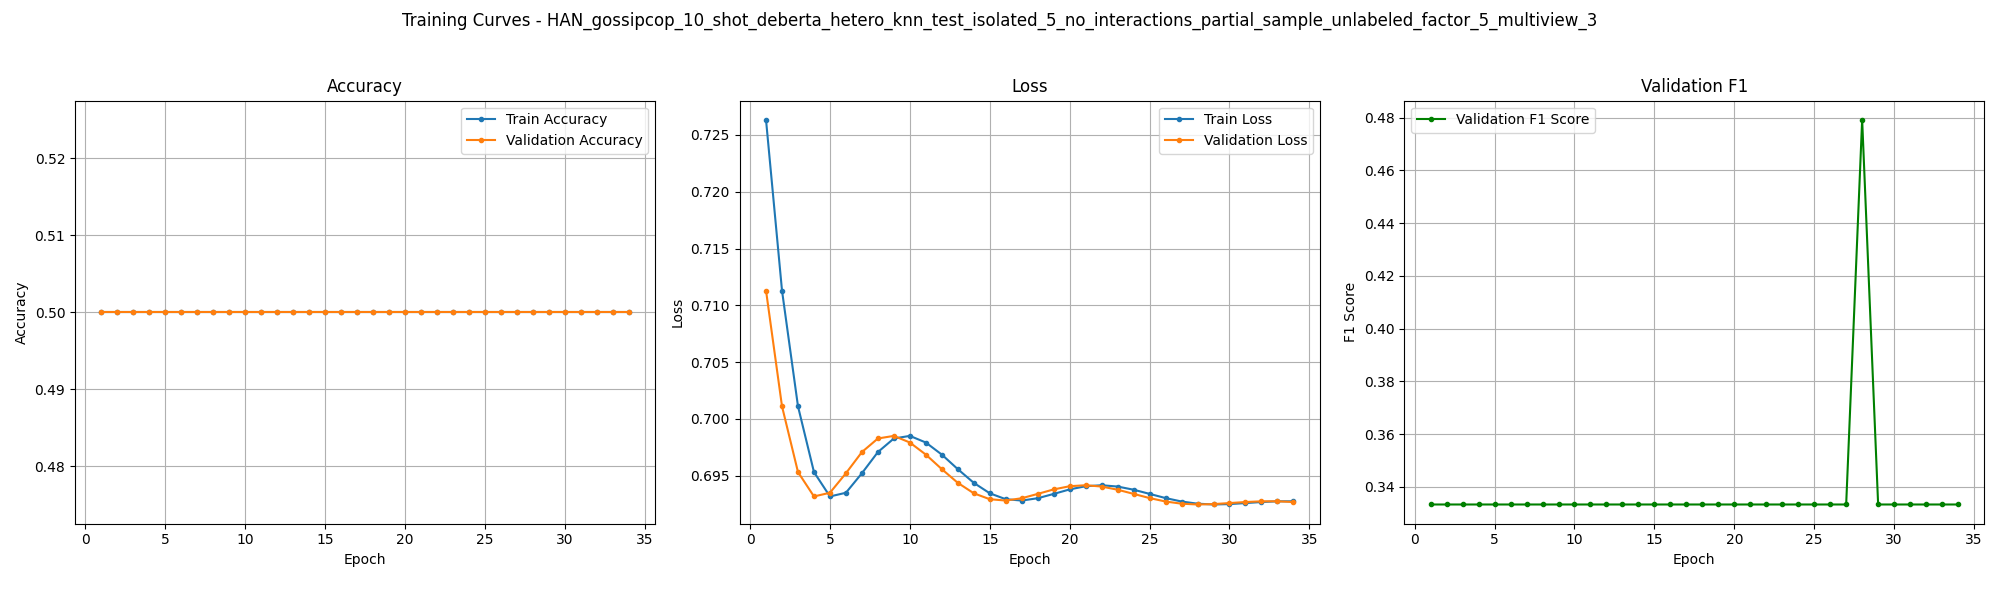 Training Curves - HAN_gossipcop_10_shot_deberta_hetero_knn_test_isolated_5_no_interactions_partial_sample_unlabeled_factor_5_multiview_3
Accuracy
Train Accuracy
Validation Accuracy
0.52
0.51
0.50
0.49
0.48
Accuracy
0 5 10 15 20 25 30 35
Epoch
Loss
Train Loss
Validation Loss
0.725
0.720
0.715
0.710
0.705
0.700
0.695
Loss
0 5 10 15 20 25 30 35
Epoch
Validation F1
Validation F1 Score
0.48
0.46
0.44
0.42
0.40
0.38
0.36
0.34
F1 Score
0 5 10 15 20 25 30 35
Epoch